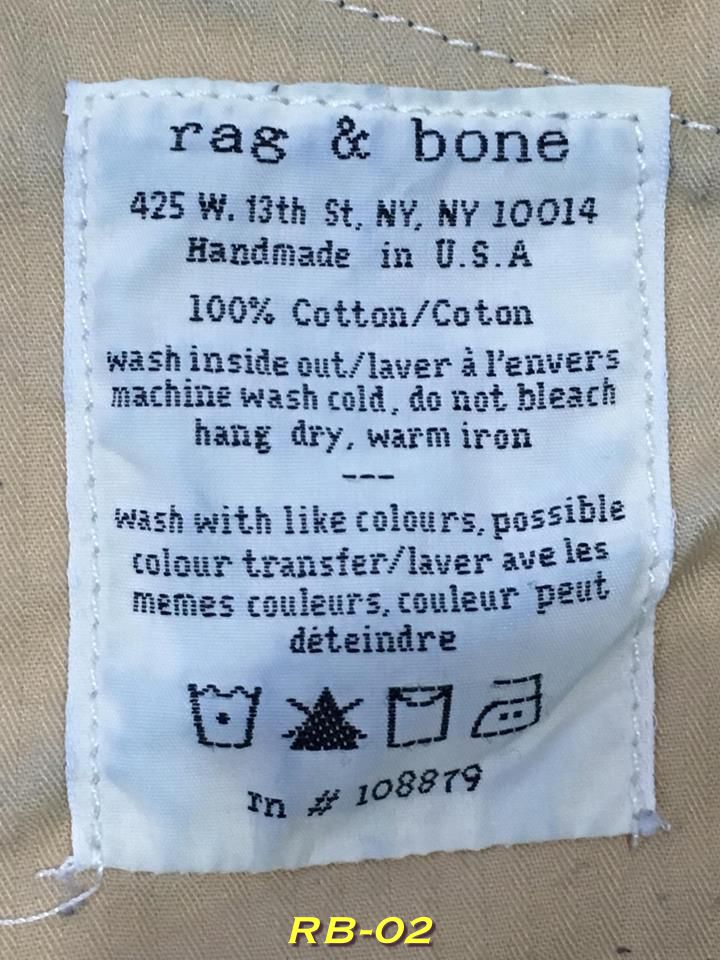 rag & bone
425 W. 13th St, NY, NY 10014
Handmade in U.S.A
100% Cotton/Coton
wash inside out/laver à l'envers
machine wash cold, do not bleach
hang dry, warm iron
---
wash with like colours, possible
colour transfer/laver ave les
memes couleurs, couleur peut
déteindre
rn # 108879
RB-02